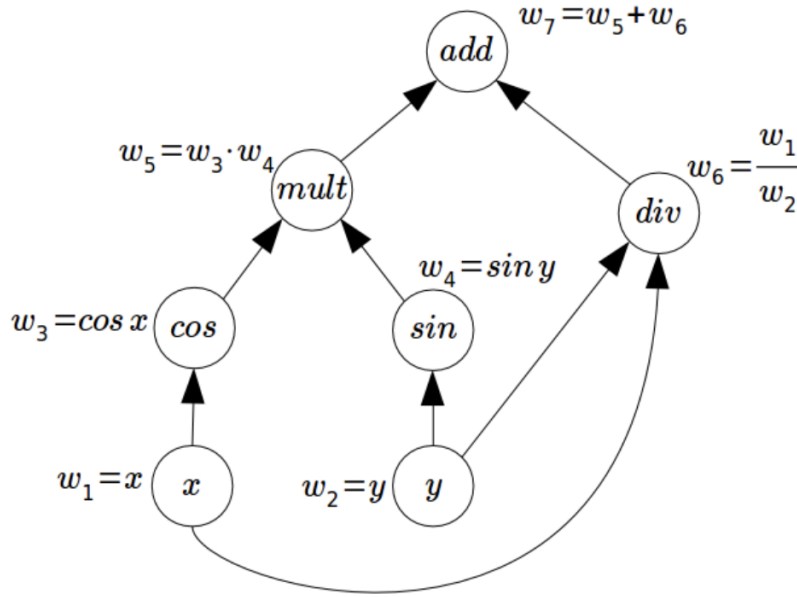 w₇=w₅+w₆
add
w₅=w₃·w₄
mult
w₆=w₁/w₂
div
w₄=sin y
w₃=cos x
cos
sin
w₁=x
x
w₂=y
y